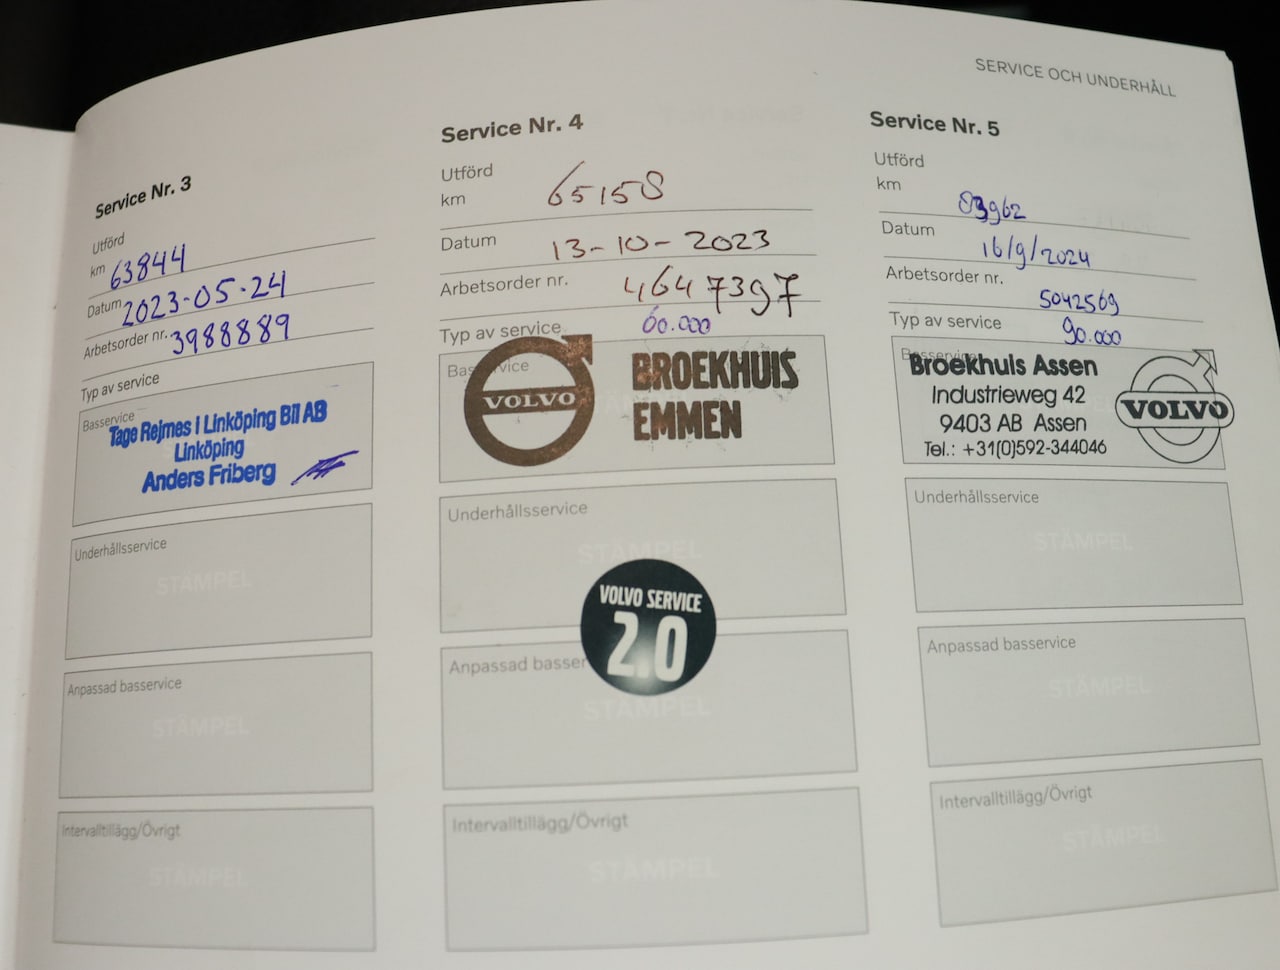 SERVICE OCH UNDERHÅLL
Service Nr. 3
Utförd
km 63844
Datum 2023-05-24
Arbetsorder nr. 3988889
Typ av service
Basservice
Tage Rejmes i Linköping Bil AB
Linköping
Anders Friberg
Underhållsservice
STÄMPEL
Anpassad basservice
STÄMPEL
Intervalltillägg/Övrigt
STÄMPEL
Service Nr. 4
Utförd
km 65158
Datum 13-10-2023
Arbetsorder nr. 4647397
Typ av service 60.000
Basservice
VOLVO
BROEKHUIS
EMMEN
Underhållsservice
STÄMPEL
VOLVO SERVICE
2.0
Anpassad basser
STÄMPEL
Intervalltillägg/Övrigt
STÄMPEL
Service Nr. 5
Utförd
km 83962
Datum 16/9/2024
Arbetsorder nr. 5042569
Typ av service 90.000
Basservice
Broekhuis Assen
Industrieweg 42
9403 AB Assen
Tel.: +31(0)592-344046
VOLVO
Underhållsservice
STÄMPEL
Anpassad basservice
STÄMPEL
Intervalltillägg/Övrigt
STÄMPEL